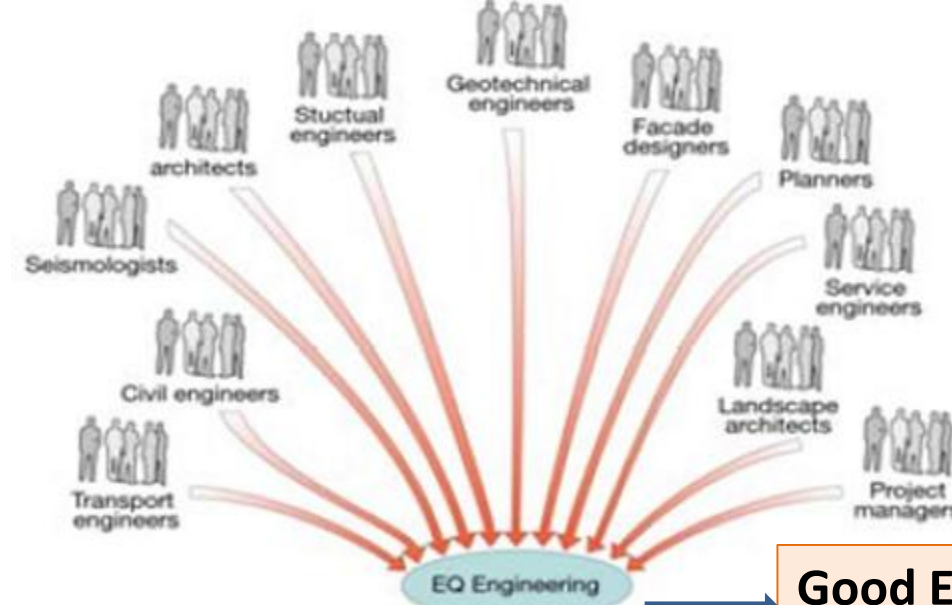 Geotechnical
engineers
Stuctual
engineers
Facade
designers
architects
Planners
Seismologists
Service
engineers
Civil engineers
Landscape
architects
Transport
engineers
Project
managers
EQ Engineering
Good E